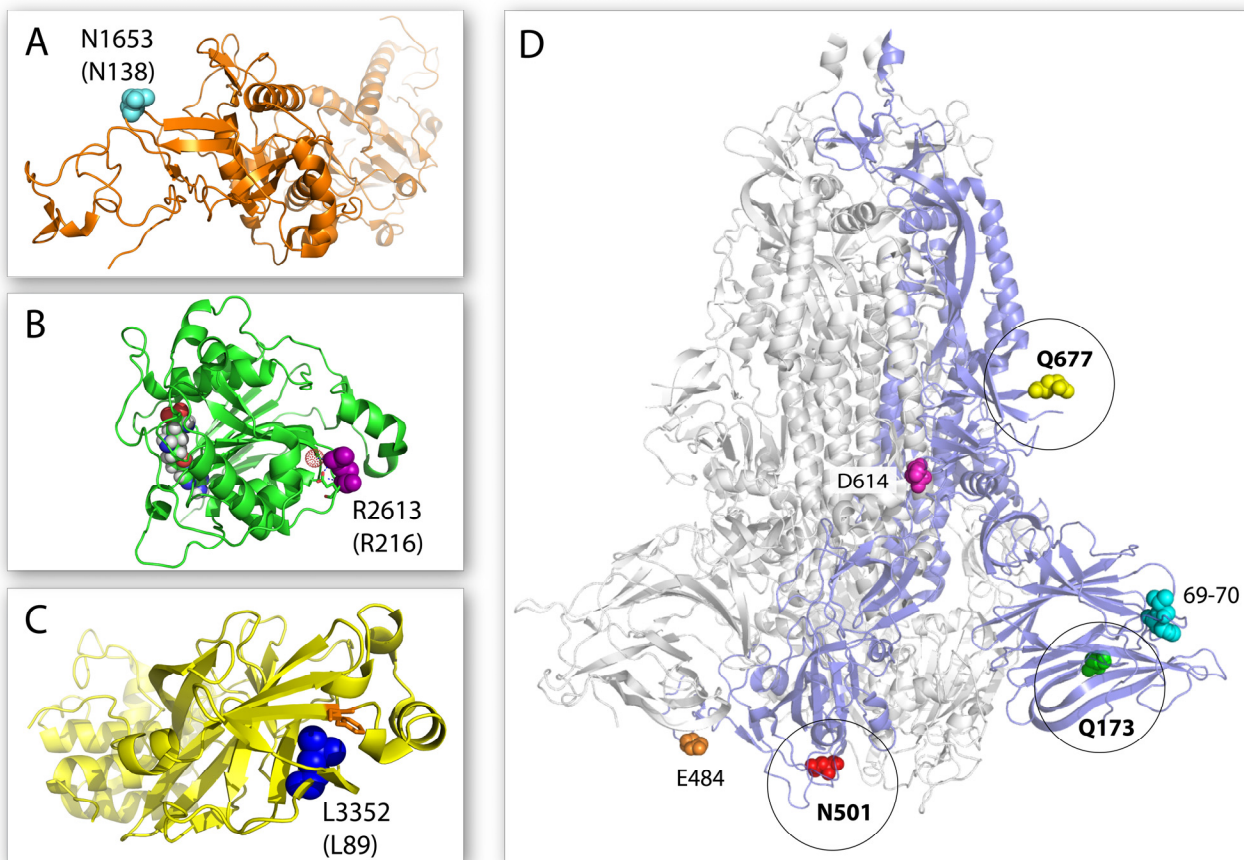 A
N1653
(N138)
B
R2613
(R216)
C
L3352
(L89)
D
Q677
D614
69-70
Q173
E484
N501